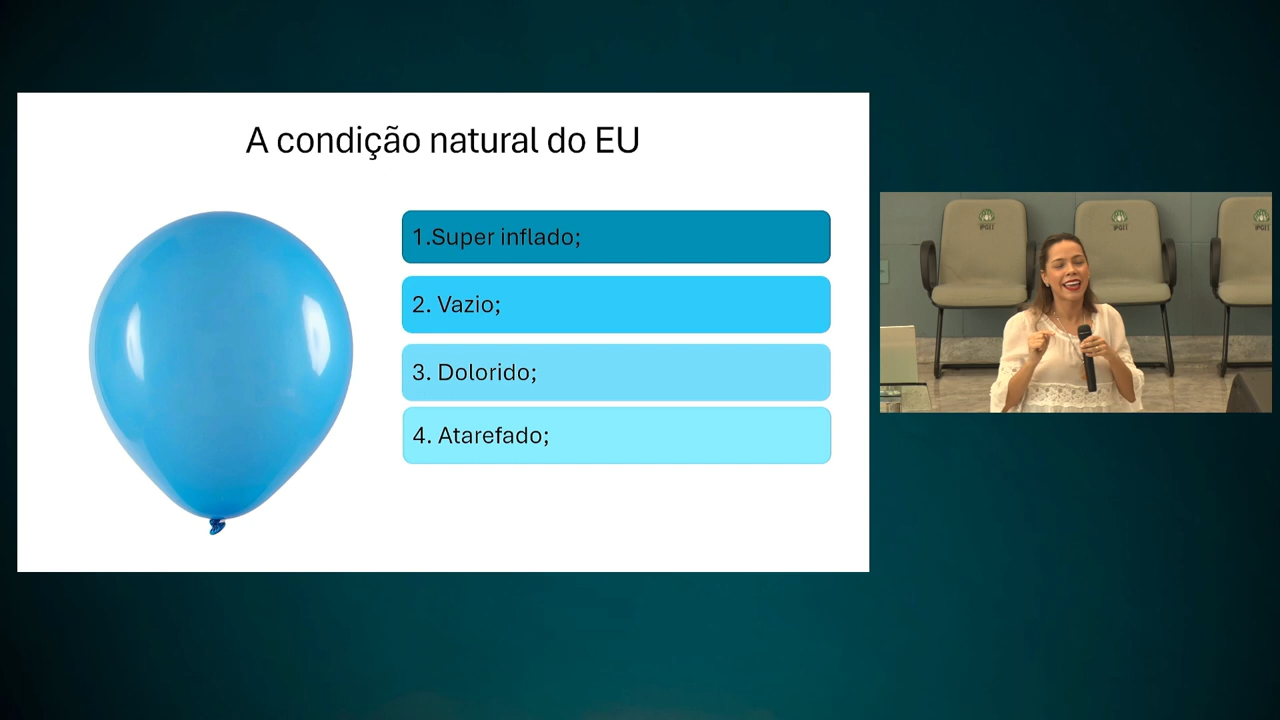 A condição natural do EU
1.Super inflado;
2. Vazio;
3. Dolorido;
4. Atarefado;